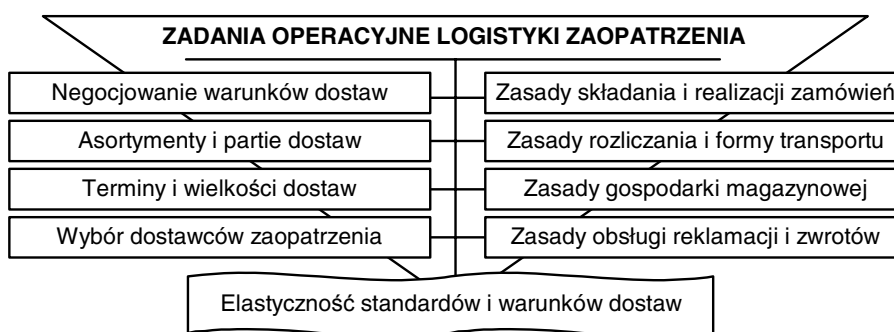 ZADANIA OPERACYJNE LOGISTYKI ZAOPATRZENIA
Negocjowanie warunków dostaw
Zasady składania i realizacji zamówień
Asortymenty i partie dostaw
Zasady rozliczania i formy transportu
Terminy i wielkości dostaw
Zasady gospodarki magazynowej
Wybór dostawców zaopatrzenia
Zasady obsługi reklamacji i zwrotów
Elastyczność standardów i warunków dostaw